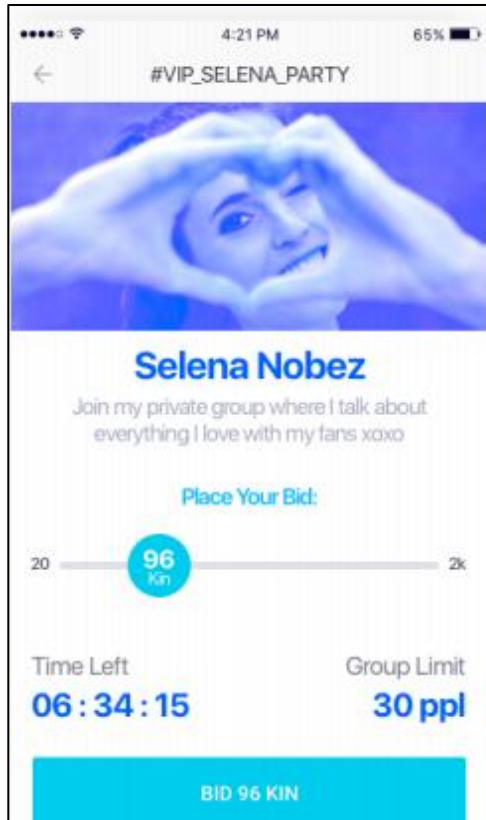 4:21 PM 65%
#VIP_SELENA_PARTY
Selena Nobez
Join my private group where I talk about
everything I love with my fans xoxo
Place Your Bid:
20 96 Kin 2k
Time Left Group Limit
06 : 34 : 15 30 ppl
BID 96 KIN